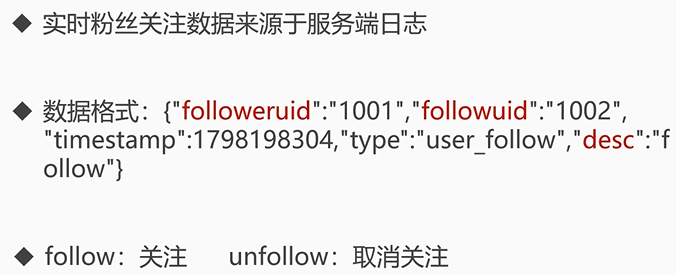 ◆ 实时粉丝关注数据来源于服务端日志
◆ 数据格式：{"followeruid":"1001","followuid":"1002",
"timestamp":1798198304,"type":"user_follow","desc":"f
ollow"}
◆ follow：关注 unfollow：取消关注